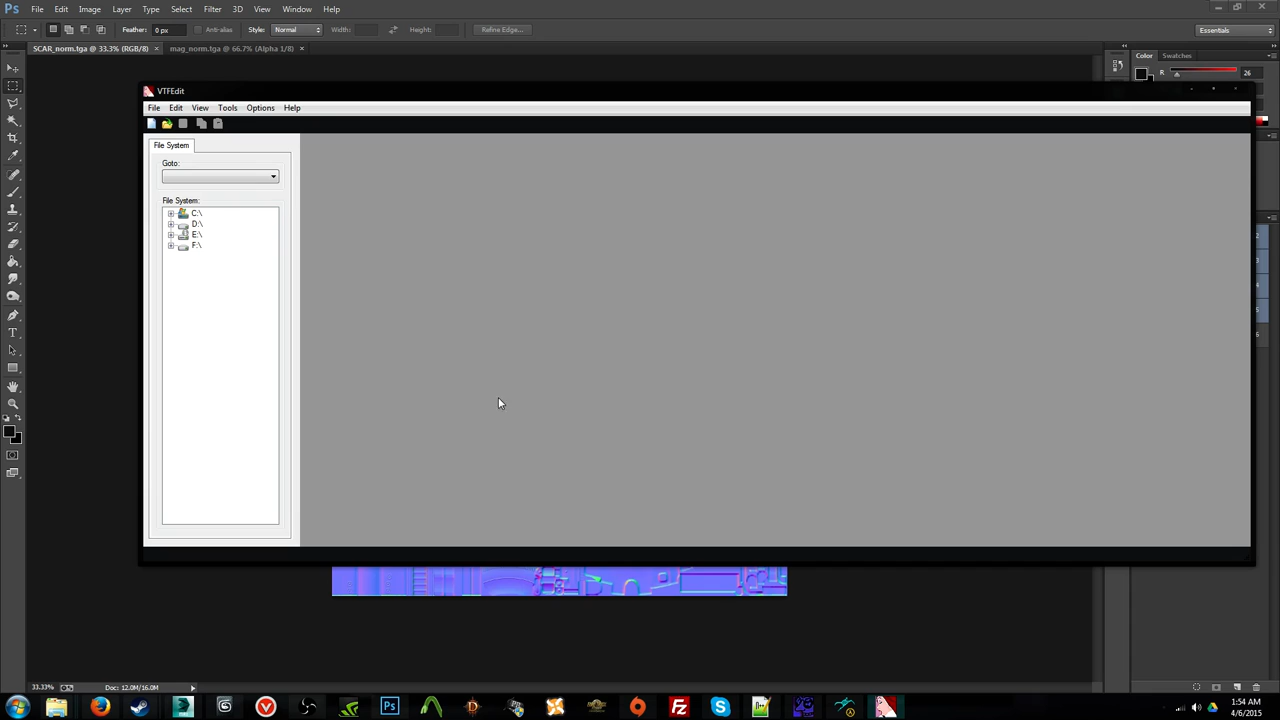 Ps File Edit Image Layer Type Select Filter 3D View Window Help
Feather: 0 px Anti-alias Style: Normal Width: Height: Refine Edge... Essentials
SCAR_norm.tga @ 33.3% (RGB/8) × mag_norm.tga @ 66.7% (Alpha 1/8) ×
Color Swatches
R 26
VTFEdit
File Edit View Tools Options Help
File System
Goto:
File System:
C:\
D:\
E:\
F:\
33.33% Doc: 12.0M/16.0M
1:54 AM
4/6/2015